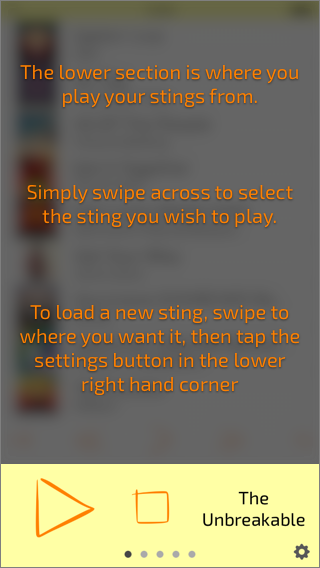 The lower section is where you
play your stings from.
Simply swipe across to select
the sting you wish to play.
To load a new sting, swipe to
where you want it, then tap the
settings button in the lower
right hand corner
The
Unbreakable